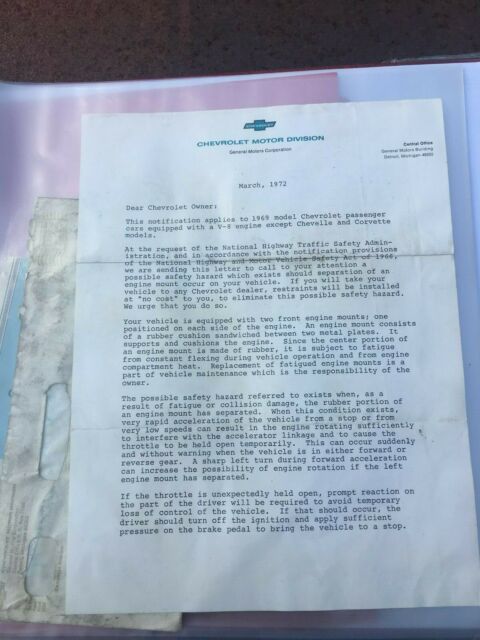 CHEVROLET
CHEVROLET MOTOR DIVISION
General Motors Corporation
Central Office
General Motors Building
Detroit, Michigan 48202
March, 1972
Dear Chevrolet Owner:
This notification applies to 1969 model Chevrolet passenger
cars equipped with a V-8 engine except Chevelle and Corvette
models.
At the request of the National Highway Traffic Safety Admin-
istration, and in accordance with the notification provisions
of the National Highway and Motor Vehicle Safety Act of 1966,
we are sending this letter to call to your attention a
possible safety hazard which exists should separation of an
engine mount occur on your vehicle. If you will take your
vehicle to any Chevrolet dealer, restraints will be installed
at "no cost" to you, to eliminate this possible safety hazard.
We urge that you do so.
Your vehicle is equipped with two front engine mounts; one
positioned on each side of the engine. An engine mount consists
of a rubber cushion sandwiched between two metal plates. It
supports and cushions the engine. Since the center portion of
an engine mount is made of rubber, it is subject to fatigue
from constant flexing during vehicle operation and from engine
compartment heat. Replacement of fatigued engine mounts is a
part of vehicle maintenance which is the responsibility of the
owner.
The possible safety hazard referred to exists when, as a
result of fatigue or collision damage, the rubber portion of
an engine mount has separated. When this condition exists,
very rapid acceleration of the vehicle from a stop or from
very low speeds can result in the engine rotating sufficiently
to interfere with the accelerator linkage and to cause the
throttle to be held open temporarily. This can occur suddenly
and without warning when the vehicle is in either forward or
reverse gear. A sharp left turn during forward acceleration
can increase the possibility of engine rotation if the left
engine mount has separated.
If the throttle is unexpectedly held open, prompt reaction on
the part of the driver will be required to avoid temporary
loss of control of the vehicle. If that should occur, the
driver should turn off the ignition and apply sufficient
pressure on the brake pedal to bring the vehicle to a stop.